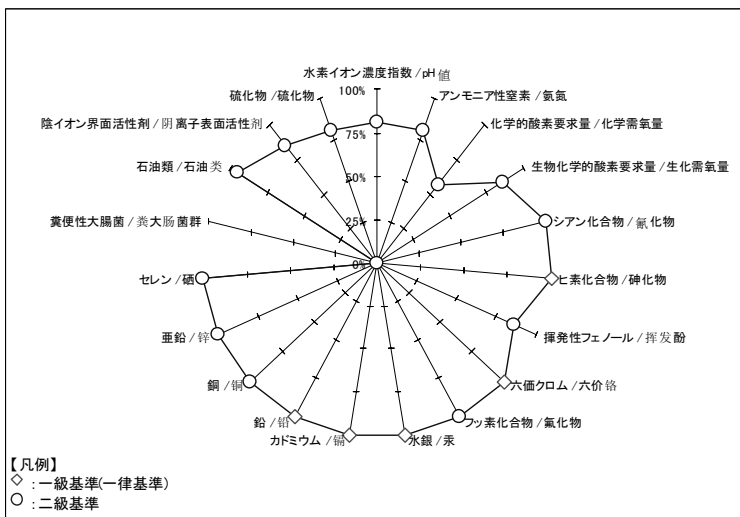 水素イオン濃度指数/pH値
硫化物/硫化物
アンモニア性窒素/氨氮
陰イオン界面活性剤/阴离子表面活性剂
化学的酸素要求量/化学需氧量
石油類/石油类
生物化学的酸素要求量/生化需氧量
糞便性大腸菌/粪大肠菌群
シアン化合物/氰化物
セレン/硒
ヒ素化合物/砷化物
亜鉛/锌
揮発性フェノール/挥发酚
銅/铜
六価クロム/六价铬
鉛/铅
フッ素化合物/氟化物
カドミウム/镉
水銀/汞
100%
75%
50%
25%
0%
【凡例】
◇:一級基準(一律基準)
○:二級基準